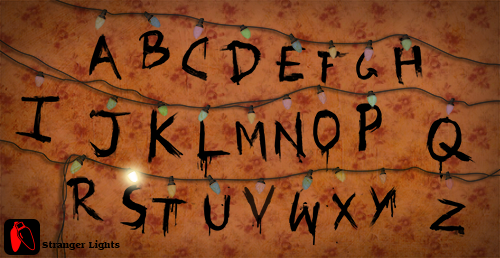 A B C D E F G H
I J K L M N O P Q
R S T U V W X Y Z
Stranger Lights